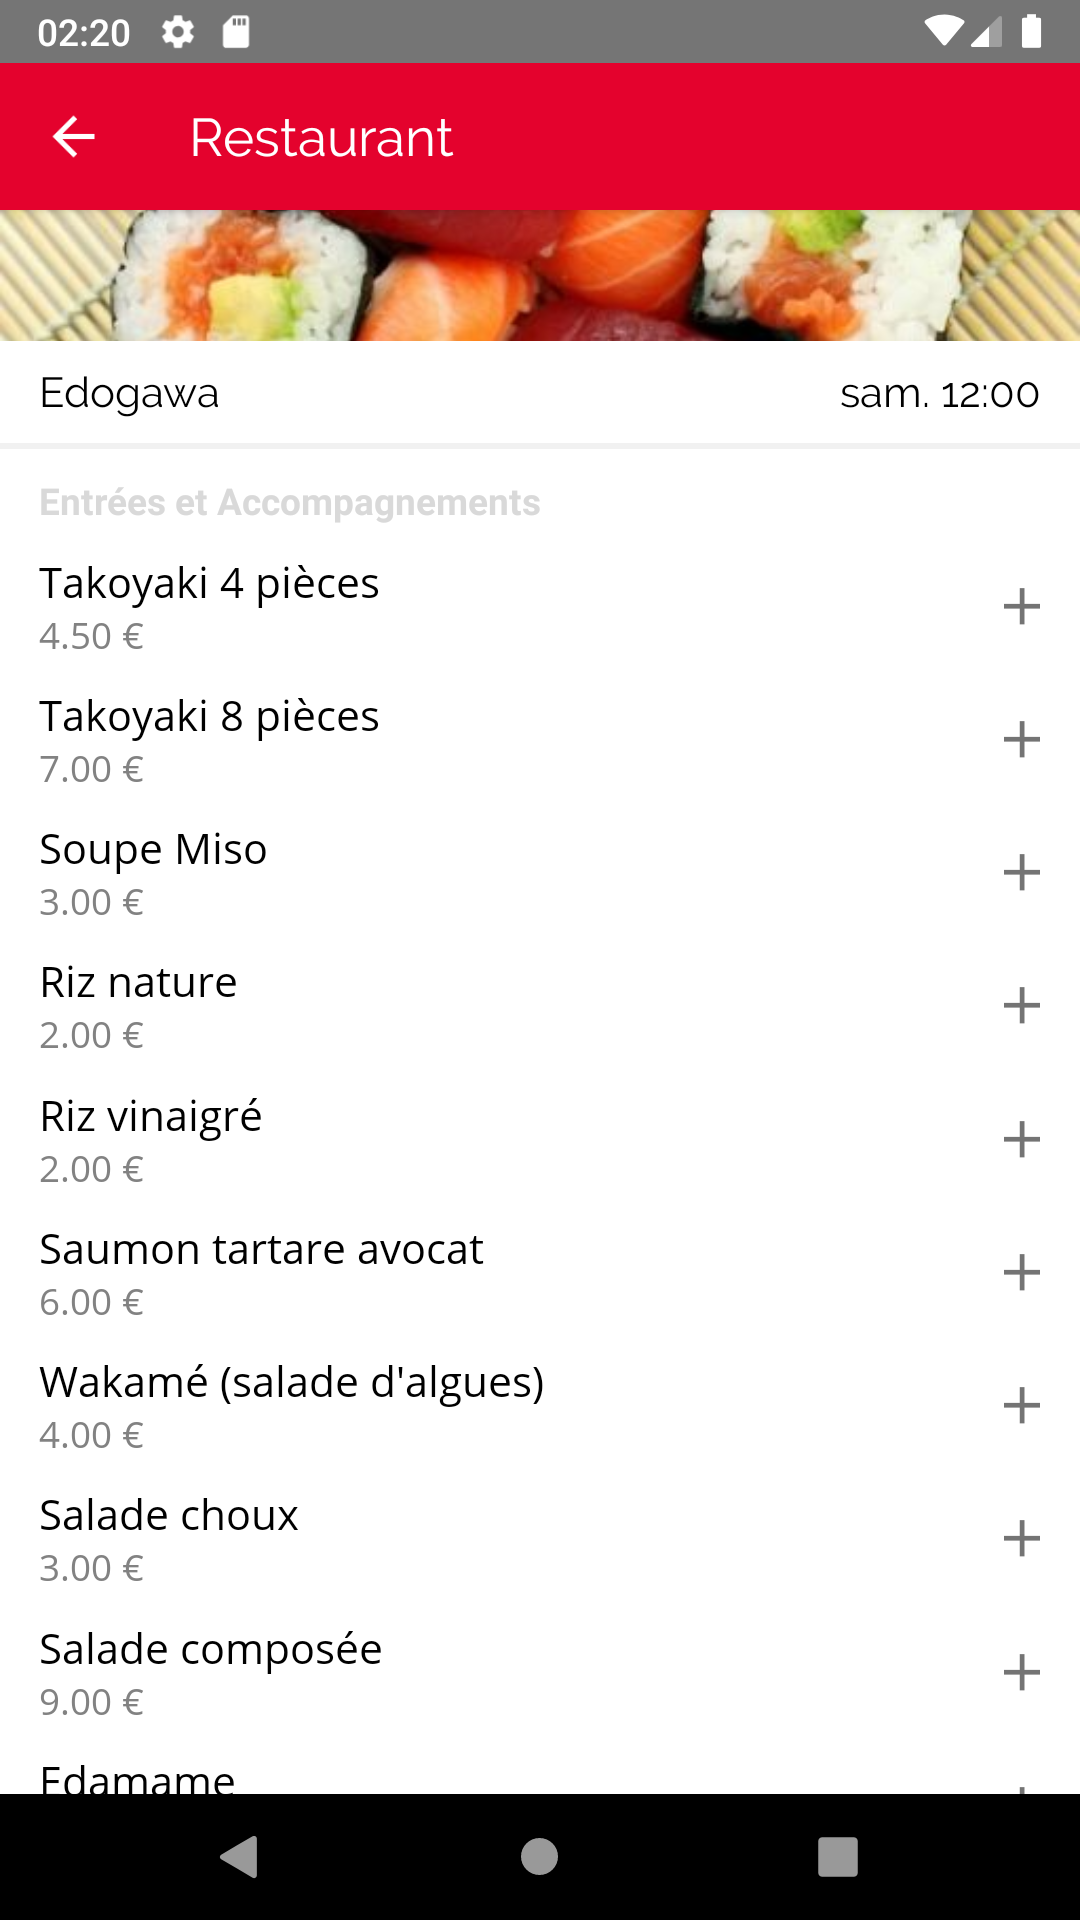 02:20
Restaurant
Edogawa sam. 12:00
Entrées et Accompagnements
Takoyaki 4 pièces
4.50 €
Takoyaki 8 pièces
7.00 €
Soupe Miso
3.00 €
Riz nature
2.00 €
Riz vinaigré
2.00 €
Saumon tartare avocat
6.00 €
Wakamé (salade d'algues)
4.00 €
Salade choux
3.00 €
Salade composée
9.00 €
Edamame